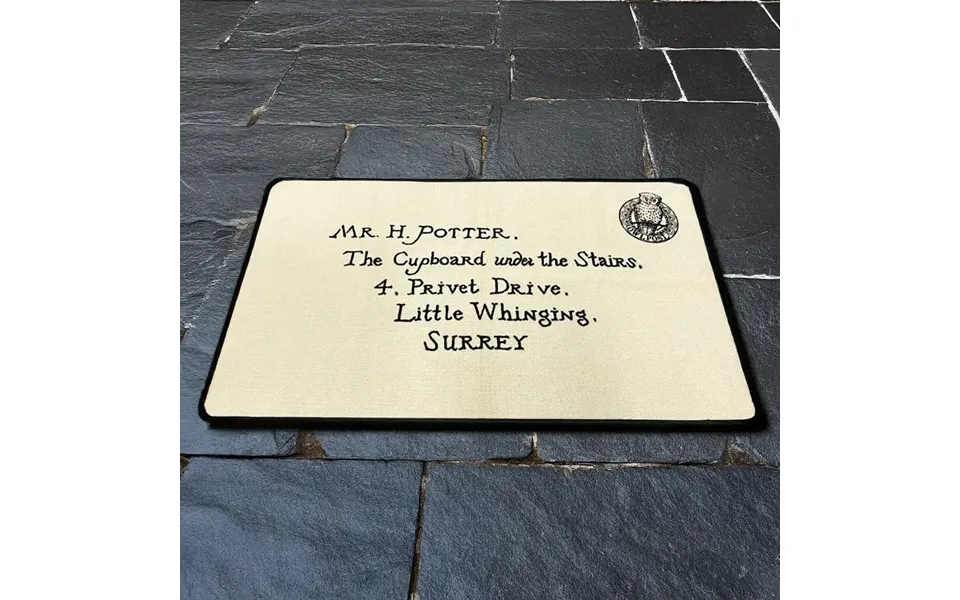 Mr. H. Potter,
The Cupboard under the Stairs,
4, Privet Drive,
Little Whinging,
SURREY